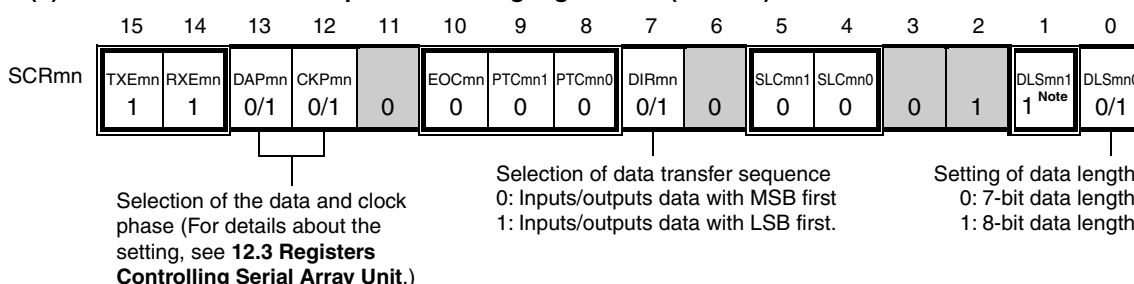 15 14 13 12 11 10 9 8 7 6 5 4 3 2 1 0
SCRmn
TXEmn RXEmn DAPmn CKPmn EOCmn PTCmn1 PTCmn0 DIRmn SLCmn1 SLCmn0 DLSmn1 DLSmn0
1 1 0/1 0/1 0 0 0 0 0/1 0 0 0 0 1 1 Note 0/1
Selection of the data and clock
phase (For details about the
setting, see 12.3 Registers
Controlling Serial Array Unit.)
Selection of data transfer sequence
0: Inputs/outputs data with MSB first
1: Inputs/outputs data with LSB first.
Setting of data length
0: 7-bit data length
1: 8-bit data length